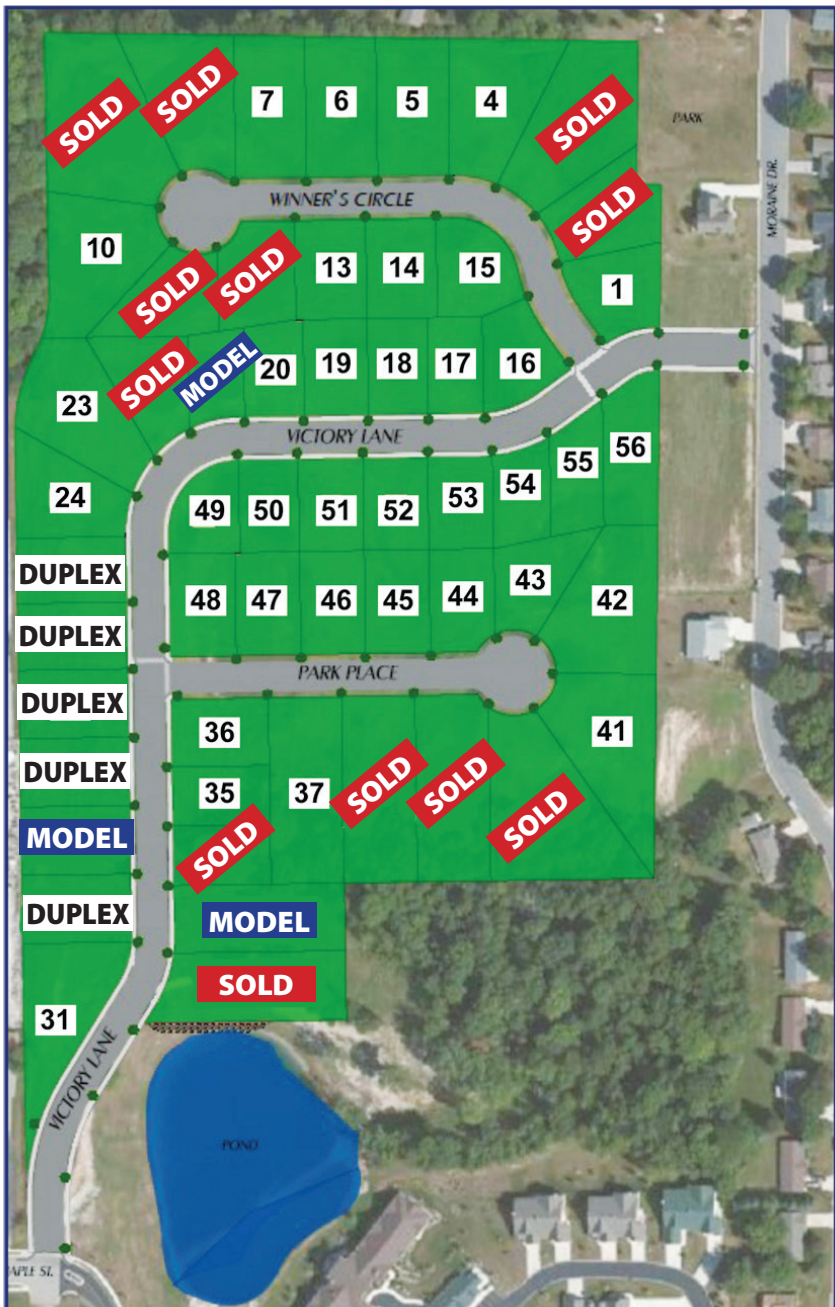 SOLD
SOLD
7
6
5
4
SOLD
PARK
WINNER'S CIRCLE
SOLD
MORAINE DR.
10
SOLD
SOLD
13
14
15
1
SOLD
MODEL
20
19
18
17
16
23
VICTORY LANE
24
49
50
51
52
53
54
55
56
DUPLEX
48
47
46
45
44
43
42
DUPLEX
PARK PLACE
DUPLEX
36
41
DUPLEX
35
37
SOLD
SOLD
SOLD
MODEL
SOLD
DUPLEX
MODEL
SOLD
31
VICTORY LANE
POND
APLE ST.